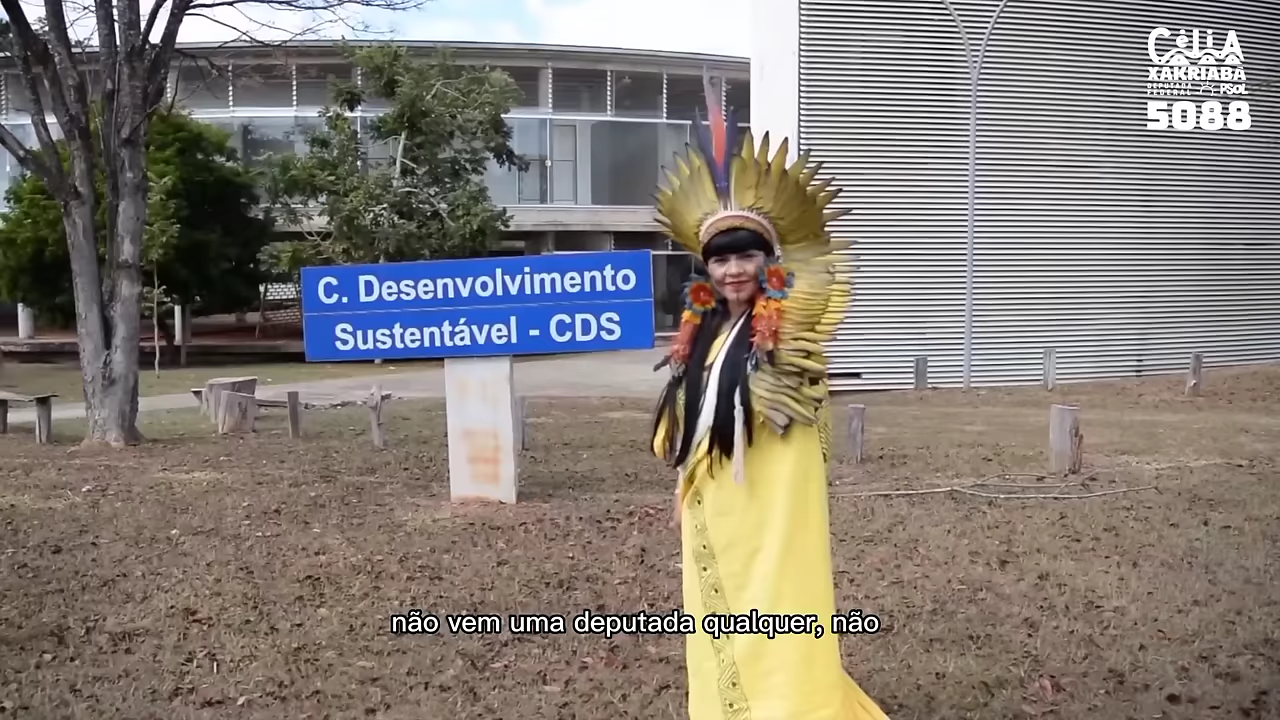 CéliA
XAKRIABÁ
DEPUTADA
FEDERAL PSOL
5088
C. Desenvolvimento
Sustentável - CDS
não vem uma deputada qualquer, não